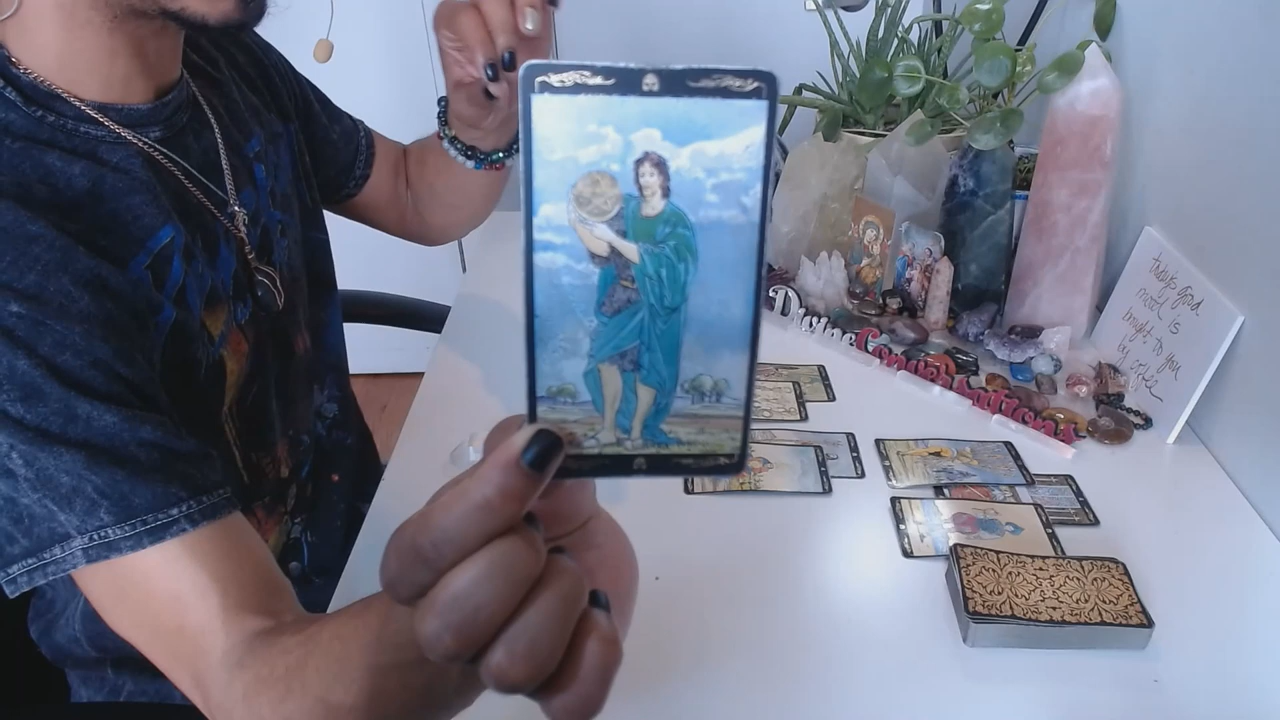 Divine Conversations
today's good
mood is
brought to you
by coffee